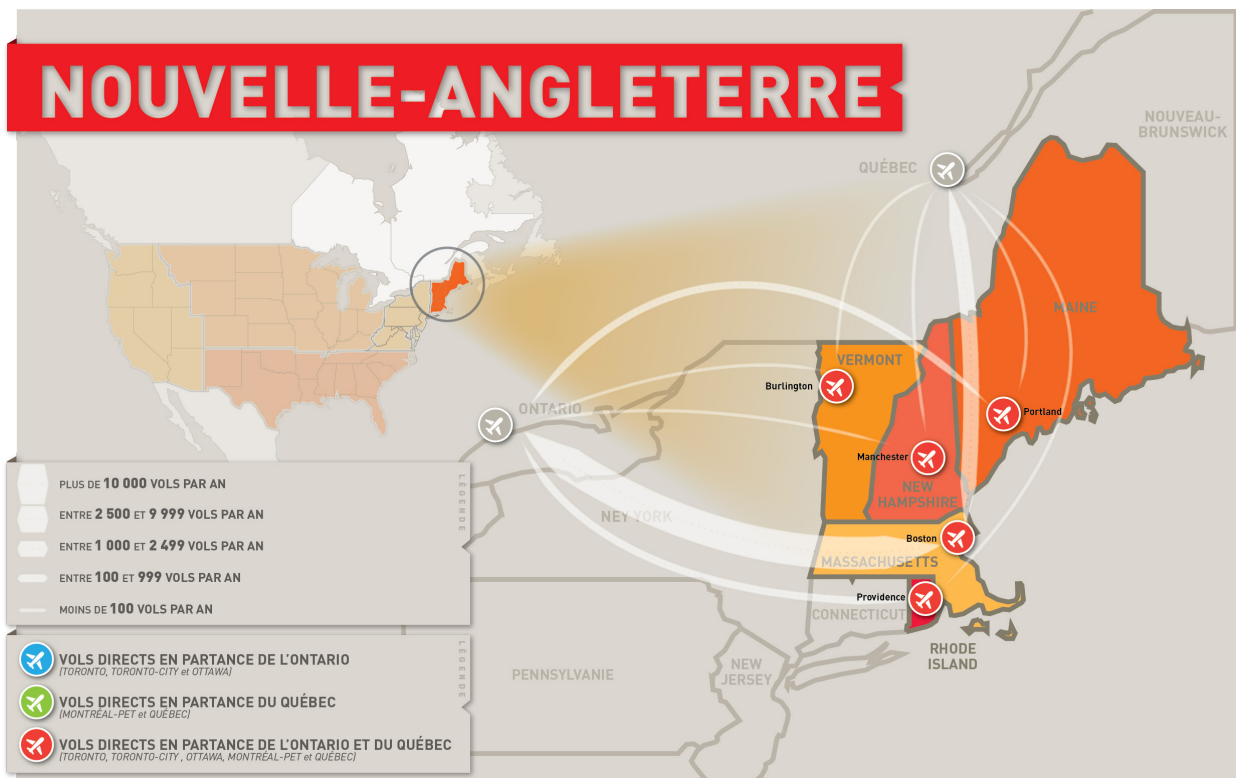 NOUVELLE-ANGLETERRE
NOUVEAU-
BRUNSWICK
QUÉBEC
MAINE
VERMONT
Burlington
ONTARIO
Portland
Manchester
NEW
HAMPSHIRE
NEY YORK
Boston
MASSACHUSETTS
Providence
CONNECTICUT
RHODE
ISLAND
PENNSYLVANIE
NEW
JERSEY
LÉGENDE
PLUS DE 10 000 VOLS PAR AN
ENTRE 2 500 ET 9 999 VOLS PAR AN
ENTRE 1 000 ET 2 499 VOLS PAR AN
ENTRE 100 ET 999 VOLS PAR AN
MOINS DE 100 VOLS PAR AN
LÉGENDE
VOLS DIRECTS EN PARTANCE DE L'ONTARIO
(TORONTO, TORONTO-CITY et OTTAWA)
VOLS DIRECTS EN PARTANCE DU QUÉBEC
(MONTRÉAL-PET et QUÉBEC)
VOLS DIRECTS EN PARTANCE DE L'ONTARIO ET DU QUÉBEC
(TORONTO, TORONTO-CITY , OTTAWA, MONTRÉAL-PET et QUÉBEC)